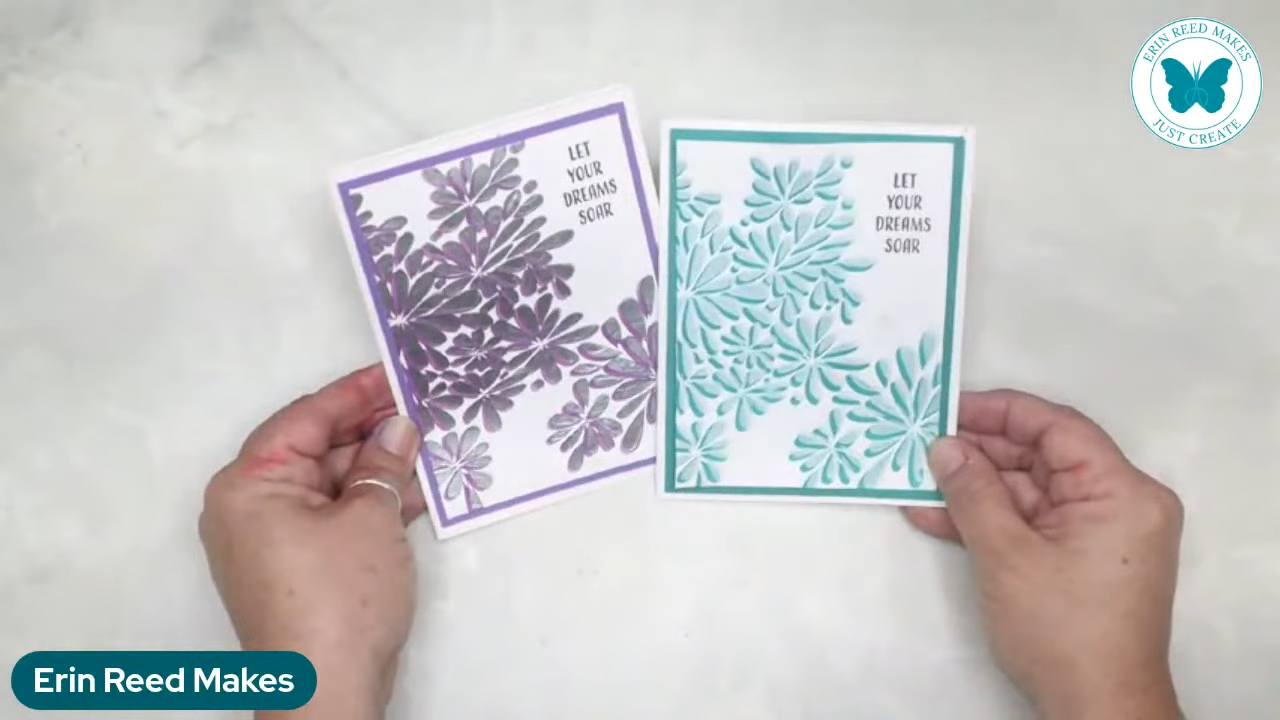 ERIN REED MAKES
JUST CREATE
LET
YOUR
DREAMS
SOAR
LET
YOUR
DREAMS
SOAR
Erin Reed Makes